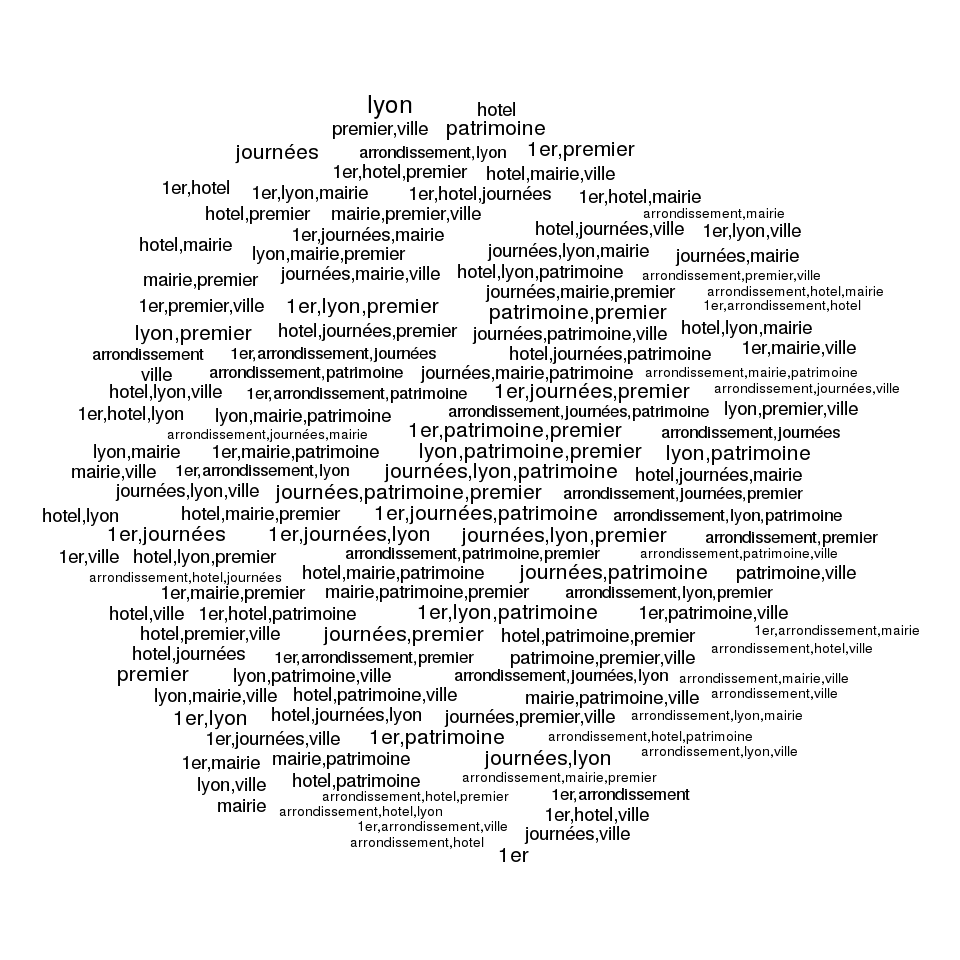 lyon hotel
premier,ville patrimoine
journées arrondissement,lyon 1er,premier
1er,hotel,premier hotel,mairie,ville
1er,hotel 1er,lyon,mairie 1er,hotel,journées 1er,hotel,mairie
hotel,premier mairie,premier,ville arrondissement,mairie
1er,journées,mairie hotel,journées,ville 1er,lyon,ville
hotel,mairie lyon,mairie,premier journées,lyon,mairie journées,mairie
mairie,premier journées,mairie,ville hotel,lyon,patrimoine arrondissement,premier,ville
journées,mairie,premier arrondissement,hotel,mairie
1er,premier,ville 1er,lyon,premier patrimoine,premier 1er,arrondissement,hotel
lyon,premier hotel,journées,premier journées,patrimoine,ville hotel,lyon,mairie
arrondissement 1er,arrondissement,journées hotel,journées,patrimoine 1er,mairie,ville
ville arrondissement,patrimoine journées,mairie,patrimoine arrondissement,mairie,patrimoine
hotel,lyon,ville 1er,arrondissement,patrimoine 1er,journées,premier arrondissement,journées,ville
1er,hotel,lyon lyon,mairie,patrimoine arrondissement,journées,patrimoine lyon,premier,ville
arrondissement,journées,mairie 1er,patrimoine,premier arrondissement,journées
lyon,mairie 1er,mairie,patrimoine lyon,patrimoine,premier lyon,patrimoine
mairie,ville 1er,arrondissement,lyon journées,lyon,patrimoine hotel,journées,mairie
journées,lyon,ville journées,patrimoine,premier arrondissement,journées,premier
hotel,lyon hotel,mairie,premier 1er,journées,patrimoine arrondissement,lyon,patrimoine
1er,journées 1er,journées,lyon journées,lyon,premier arrondissement,premier
1er,ville hotel,lyon,premier arrondissement,patrimoine,premier arrondissement,patrimoine,ville
arrondissement,hotel,journées hotel,mairie,patrimoine journées,patrimoine patrimoine,ville
1er,mairie,premier mairie,patrimoine,premier arrondissement,lyon,premier
hotel,ville 1er,hotel,patrimoine 1er,lyon,patrimoine 1er,patrimoine,ville
hotel,premier,ville journées,premier hotel,patrimoine,premier 1er,arrondissement,mairie
hotel,journées 1er,arrondissement,premier patrimoine,premier,ville arrondissement,hotel,ville
premier lyon,patrimoine,ville arrondissement,journées,lyon arrondissement,mairie,ville
lyon,mairie,ville hotel,patrimoine,ville mairie,patrimoine,ville arrondissement,ville
1er,lyon hotel,journées,lyon journées,premier,ville arrondissement,lyon,mairie
1er,journées,ville 1er,patrimoine arrondissement,hotel,patrimoine
1er,mairie mairie,patrimoine journées,lyon arrondissement,lyon,ville
lyon,ville hotel,patrimoine arrondissement,mairie,premier
mairie arrondissement,hotel,premier 1er,arrondissement
arrondissement,hotel,lyon 1er,hotel,ville
1er,arrondissement,ville journées,ville
arrondissement,hotel
1er